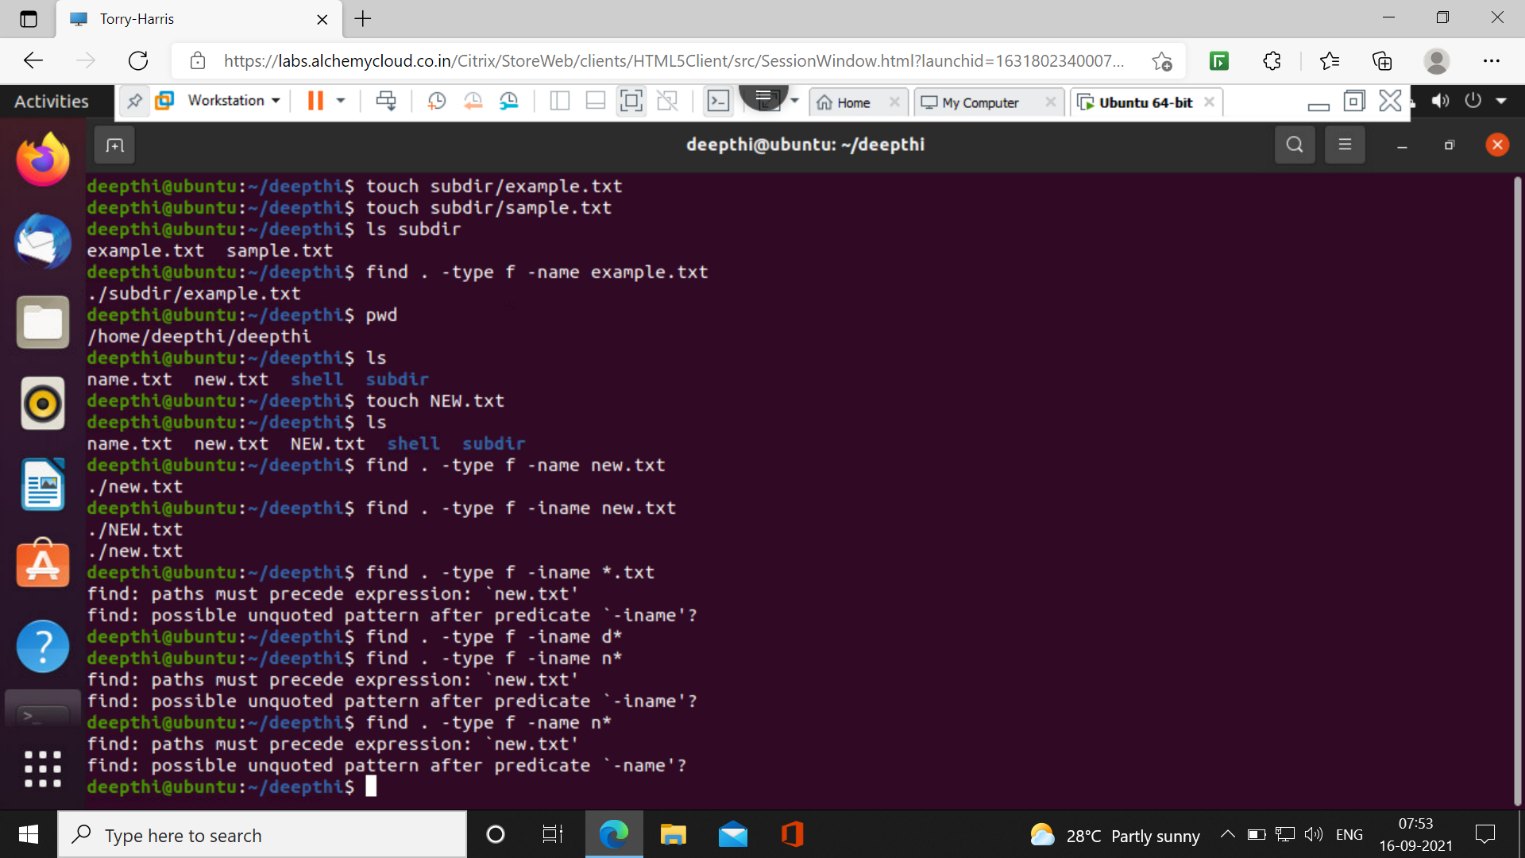 Torry-Harris
https://labs.alchemycloud.co.in/Citrix/StoreWeb/clients/HTML5Client/src/SessionWindow.html?launchid=1631802340007...
Activities
Workstation
Home
My Computer
Ubuntu 64-bit
deepthi@ubuntu: ~/deepthi
deepthi@ubuntu:~/deepthi$ touch subdir/example.txt
deepthi@ubuntu:~/deepthi$ touch subdir/sample.txt
deepthi@ubuntu:~/deepthi$ ls subdir
example.txt  sample.txt
deepthi@ubuntu:~/deepthi$ find . -type f -name example.txt
./subdir/example.txt
deepthi@ubuntu:~/deepthi$ pwd
/home/deepthi/deepthi
deepthi@ubuntu:~/deepthi$ ls
name.txt  new.txt  shell  subdir
deepthi@ubuntu:~/deepthi$ touch NEW.txt
deepthi@ubuntu:~/deepthi$ ls
name.txt  new.txt  NEW.txt  shell  subdir
deepthi@ubuntu:~/deepthi$ find . -type f -name new.txt
./new.txt
deepthi@ubuntu:~/deepthi$ find . -type f -iname new.txt
./NEW.txt
./new.txt
deepthi@ubuntu:~/deepthi$ find . -type f -iname *.txt
find: paths must precede expression: `new.txt'
find: possible unquoted pattern after predicate `-iname'?
deepthi@ubuntu:~/deepthi$ find . -type f -iname d*
deepthi@ubuntu:~/deepthi$ find . -type f -iname n*
find: paths must precede expression: `new.txt'
find: possible unquoted pattern after predicate `-iname'?
deepthi@ubuntu:~/deepthi$ find . -type f -name n*
find: paths must precede expression: `new.txt'
find: possible unquoted pattern after predicate `-name'?
deepthi@ubuntu:~/deepthi$
Type here to search
28°C Partly sunny
ENG
07:53
16-09-2021